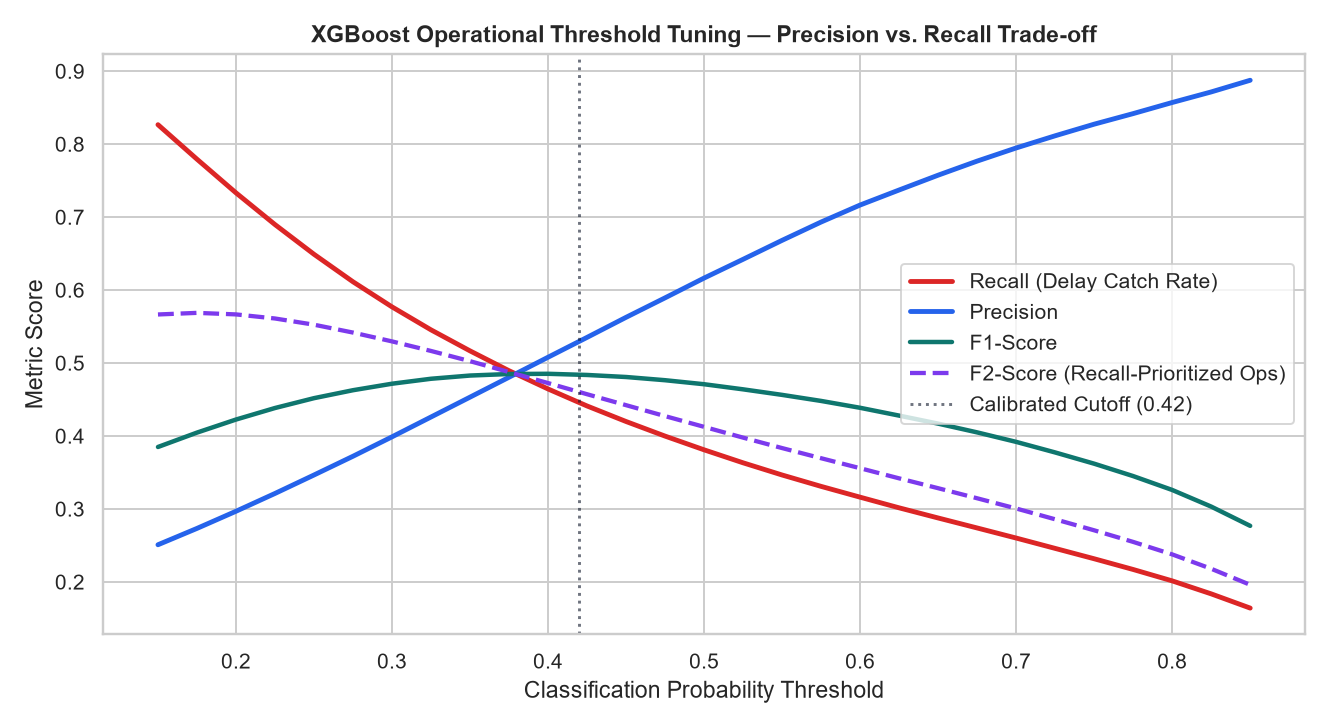 XGBoost Operational Threshold Tuning — Precision vs. Recall Trade-off
Metric Score
0.9
0.8
0.7
0.6
0.5
0.4
0.3
0.2
Recall (Delay Catch Rate)
Precision
F1-Score
F2-Score (Recall-Prioritized Ops)
Calibrated Cutoff (0.42)
0.2 0.3 0.4 0.5 0.6 0.7 0.8
Classification Probability Threshold